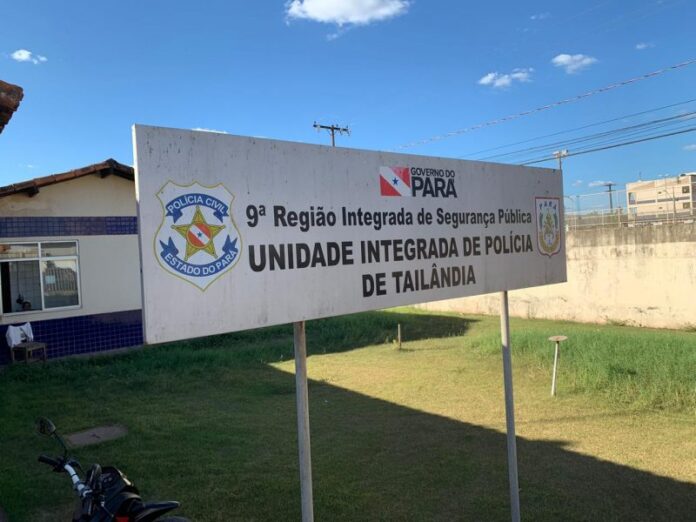 GOVERNO DO
PARÁ
POLÍCIA CIVIL
ESTADO DO PARÁ
9ª Região Integrada de Segurança Pública
UNIDADE INTEGRADA DE POLÍCIA
DE TAILÂNDIA